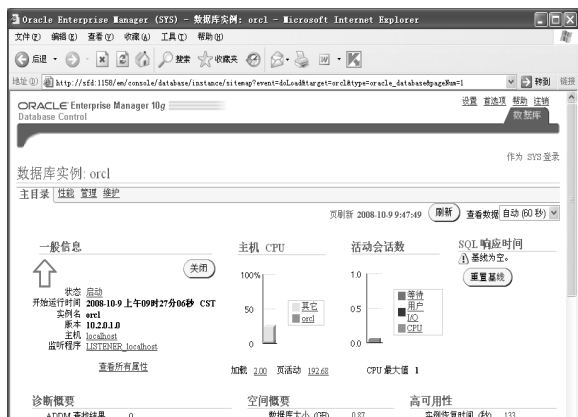 Oracle Enterprise Manager (SYS) - 数据库实例: orcl - Microsoft Internet Explorer
文件(F) 编辑(E) 查看(V) 收藏(A) 工具(T) 帮助(H)
后退 搜索 收藏夹
地址(D) http://sfd:1158/em/console/database/instance/sitemap?event=doLoad&target=orcl&type=oracle_database&pageNum=1 转到 链接
ORACLE Enterprise Manager 10g
Database Control
设置 首选项 帮助 注销
数据库
作为 SYS 登录
数据库实例: orcl
主目录 性能 管理 维护
页刷新 2008-10-9 9:47:49 刷新 查看数据 自动 (60 秒)
一般信息 主机 CPU 活动会话数 SQL 响应时间
关闭
基线为空。
重置基线
状态 启动
开始运行时间 2008-10-9 上午09时27分06秒 CST
实例名 orcl
版本 10.2.0.1.0
主机 localhost
监听程序 LISTENER_localhost
查看所有属性
100%
50
0
其它
orcl
加载 2.00 页活动 192.68
1.0
0.5
0.0
等待
用户
I/O
CPU
CPU 最大值 1
诊断概要 空间概要 高可用性
ADDM 查找结果 0 数据库大小 (GB) 0.87 实例恢复时间 (秒) 133